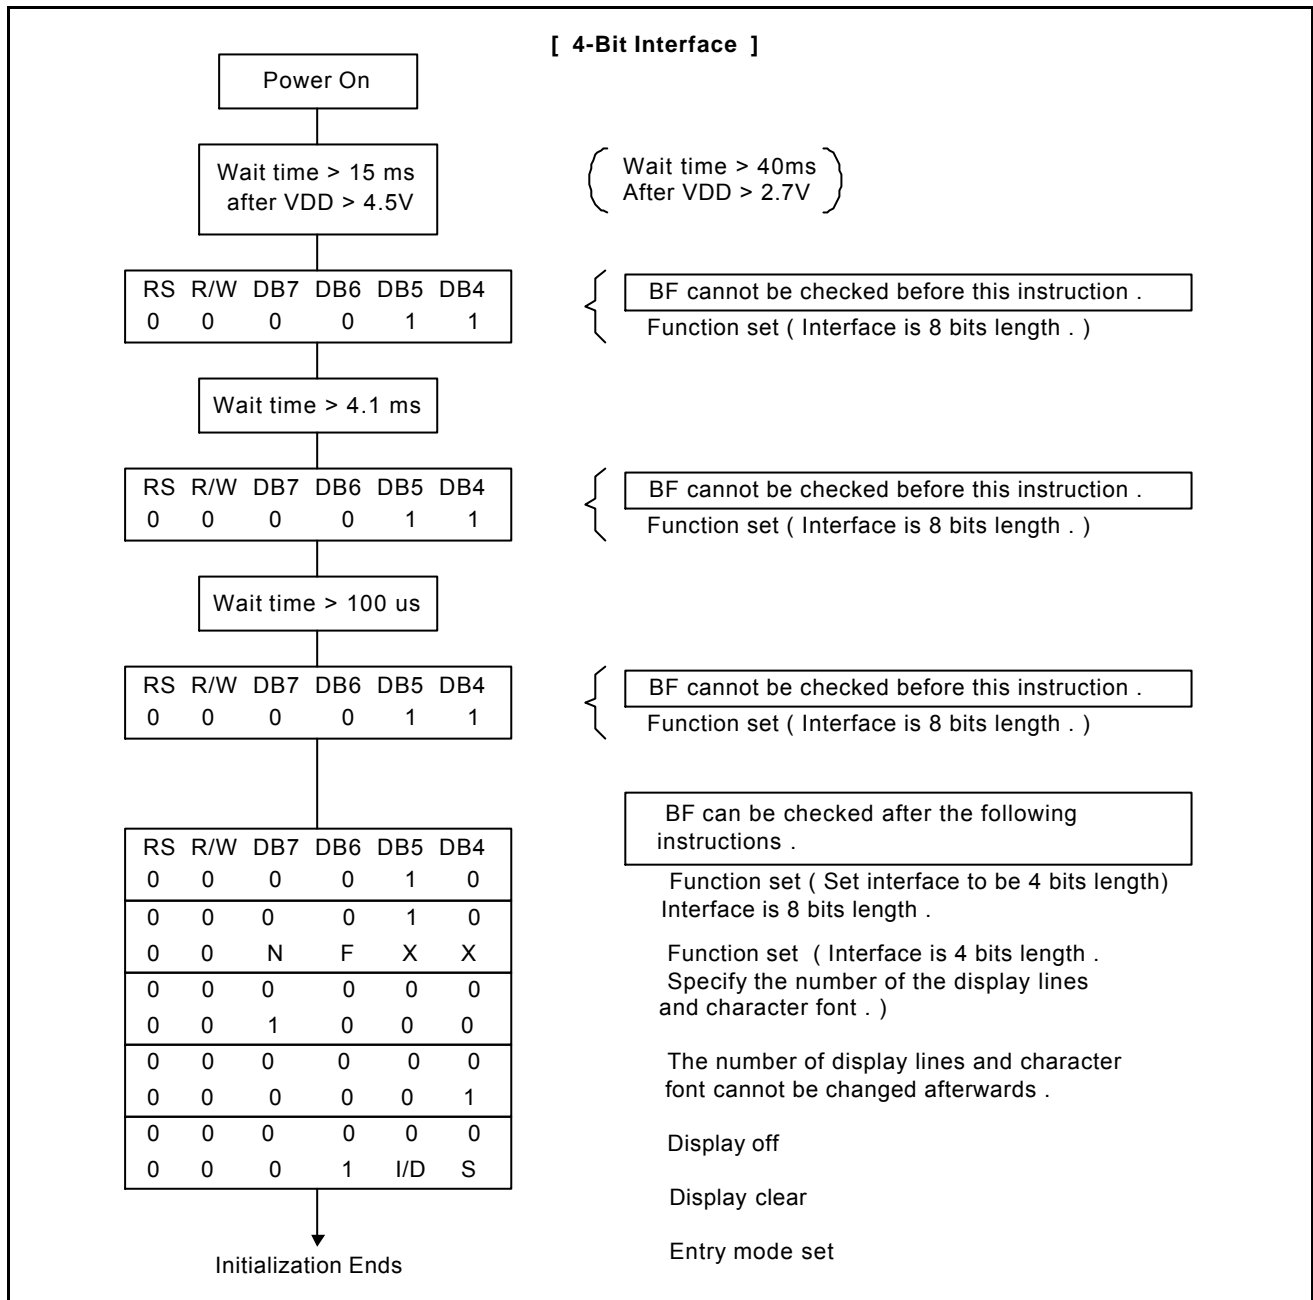 [ 4-Bit Interface ]
Power On
Wait time > 15 ms
after VDD > 4.5V
Wait time > 40ms
After VDD > 2.7V
RS R/W DB7 DB6 DB5 DB4
0 0 0 0 1 1
BF cannot be checked before this instruction .
Function set ( Interface is 8 bits length . )
Wait time > 4.1 ms
RS R/W DB7 DB6 DB5 DB4
0 0 0 0 1 1
BF cannot be checked before this instruction .
Function set ( Interface is 8 bits length . )
Wait time > 100 us
RS R/W DB7 DB6 DB5 DB4
0 0 0 0 1 1
BF cannot be checked before this instruction .
Function set ( Interface is 8 bits length . )
RS R/W DB7 DB6 DB5 DB4
0 0 0 0 1 0
0 0 0 0 1 0
0 0 N F X X
0 0 0 0 0 0
0 0 1 0 0 0
0 0 0 0 0 0
0 0 0 0 0 1
0 0 0 0 0 0
0 0 0 1 I/D S
BF can be checked after the following
instructions .
Function set ( Set interface to be 4 bits length)
Interface is 8 bits length .
Function set ( Interface is 4 bits length .
Specify the number of the display lines
and character font . )
The number of display lines and character
font cannot be changed afterwards .
Display off
Display clear
Entry mode set
Initialization Ends